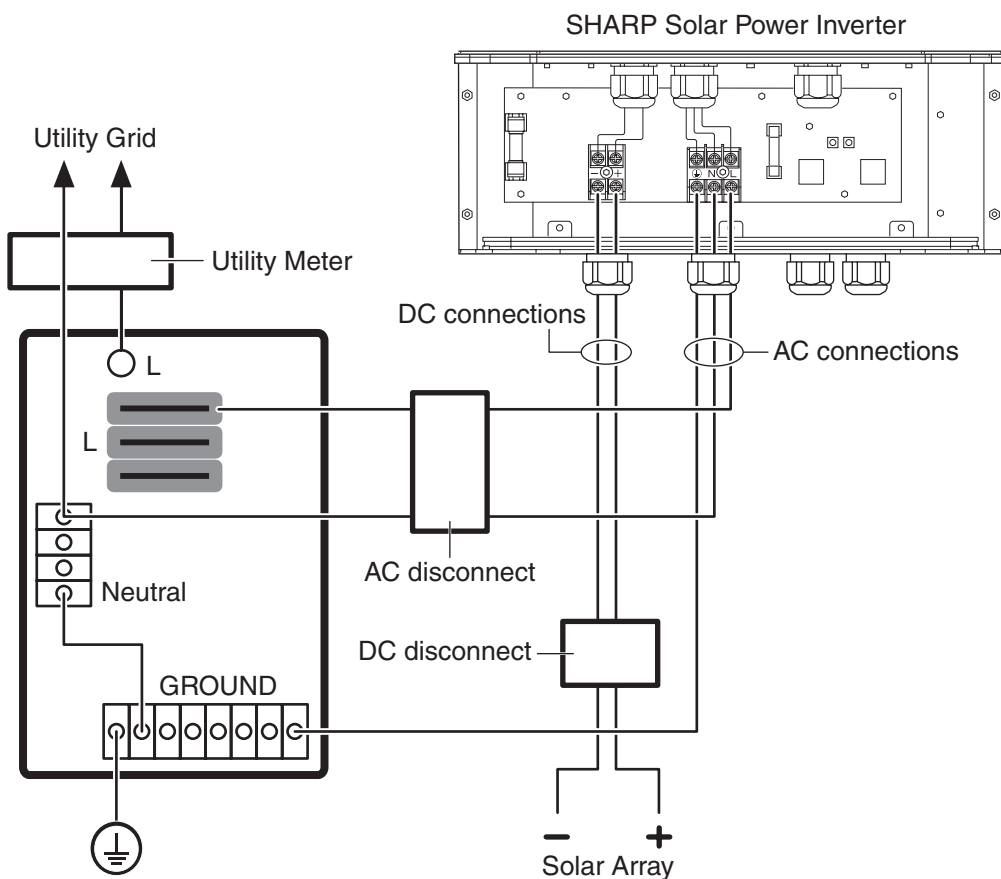 SHARP Solar Power Inverter
Utility Grid
− +
N L
Utility Meter
DC connections
AC connections
L
L
AC disconnect
Neutral
DC disconnect
GROUND
− +
Solar Array